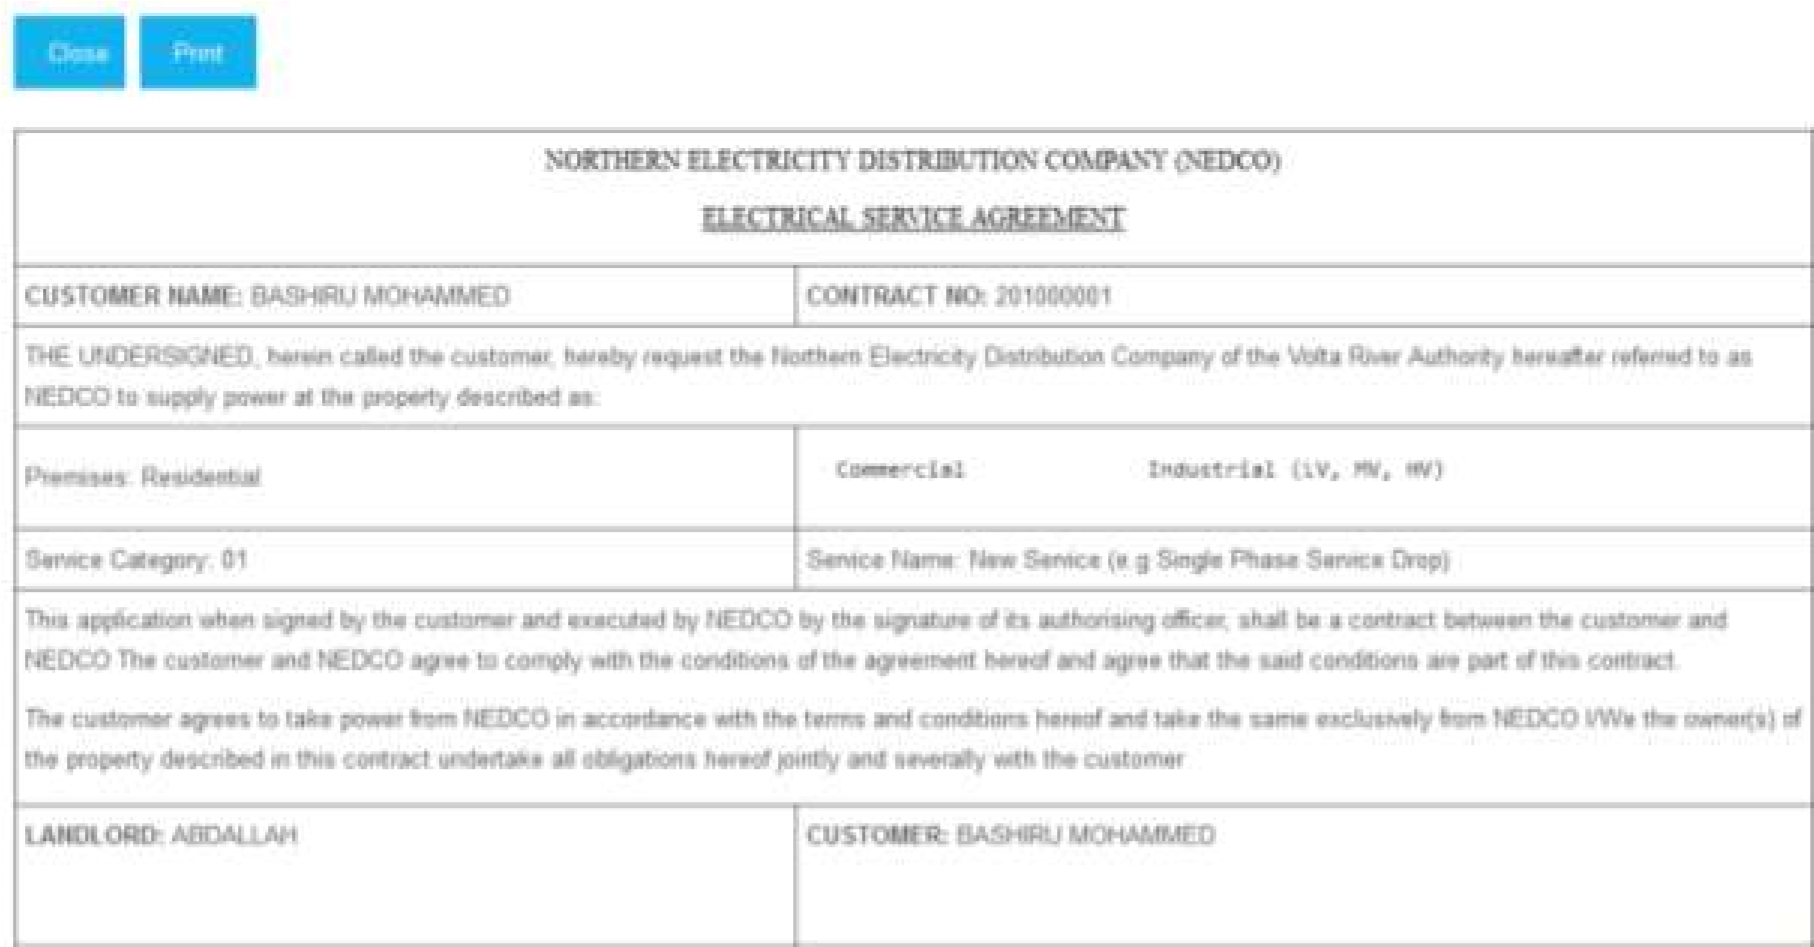 Close Print
NORTHERN ELECTRICITY DISTRIBUTION COMPANY (NEDCO)
ELECTRICAL SERVICE AGREEMENT
CUSTOMER NAME: BASHIRU MOHAMMED CONTRACT NO: 201000001
THE UNDERSIGNED, herein called the customer, hereby request the Northern Electricity Distribution Company of the Volta River Authority hereafter referred to as
NEDCO to supply power at the property described as:
Premises: Residential Commercial Industrial (LV, MV, HV)
Service Category: 01 Service Name: New Service (e.g Single Phase Service Drop)
This application when signed by the customer and executed by NEDCO by the signature of its authorising officer, shall be a contract between the customer and
NEDCO The customer and NEDCO agree to comply with the conditions of the agreement hereof and agree that the said conditions are part of this contract.
The customer agrees to take power from NEDCO in accordance with the terms and conditions hereof and take the same exclusively from NEDCO I/We the owner(s) of
the property described in this contract undertake all obligations hereof jointly and severally with the customer
LANDLORD: ABDALLAH CUSTOMER: BASHIRU MOHAMMED